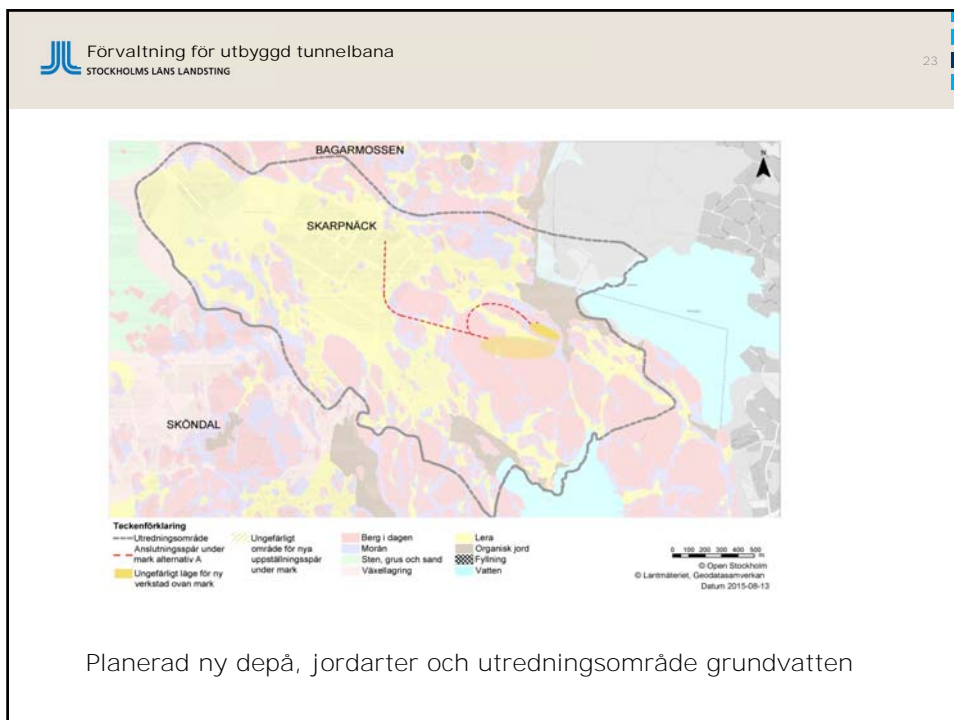 Förvaltning för utbyggd tunnelbana
STOCKHOLMS LÄNS LANDSTING
23
BAGARMOSSEN
N
SKARPNÄCK
SKÖNDAL
Teckenförklaring
Utredningsområde
Anslutningsspår under
mark alternativ A
Ungefärligt läge för ny
verkstad ovan mark
Ungefärligt
område för nya
uppställningsspår
under mark
Berg i dagen
Morän
Sten, grus och sand
Växellagring
Lera
Organisk jord
Fyllning
Vatten
0 100 200 300 400 500
m
© Open Stockholm
© Lantmäteriet, Geodatasamverkan
Datum 2015-08-13
Planerad ny depå, jordarter och utredningsområde grundvatten